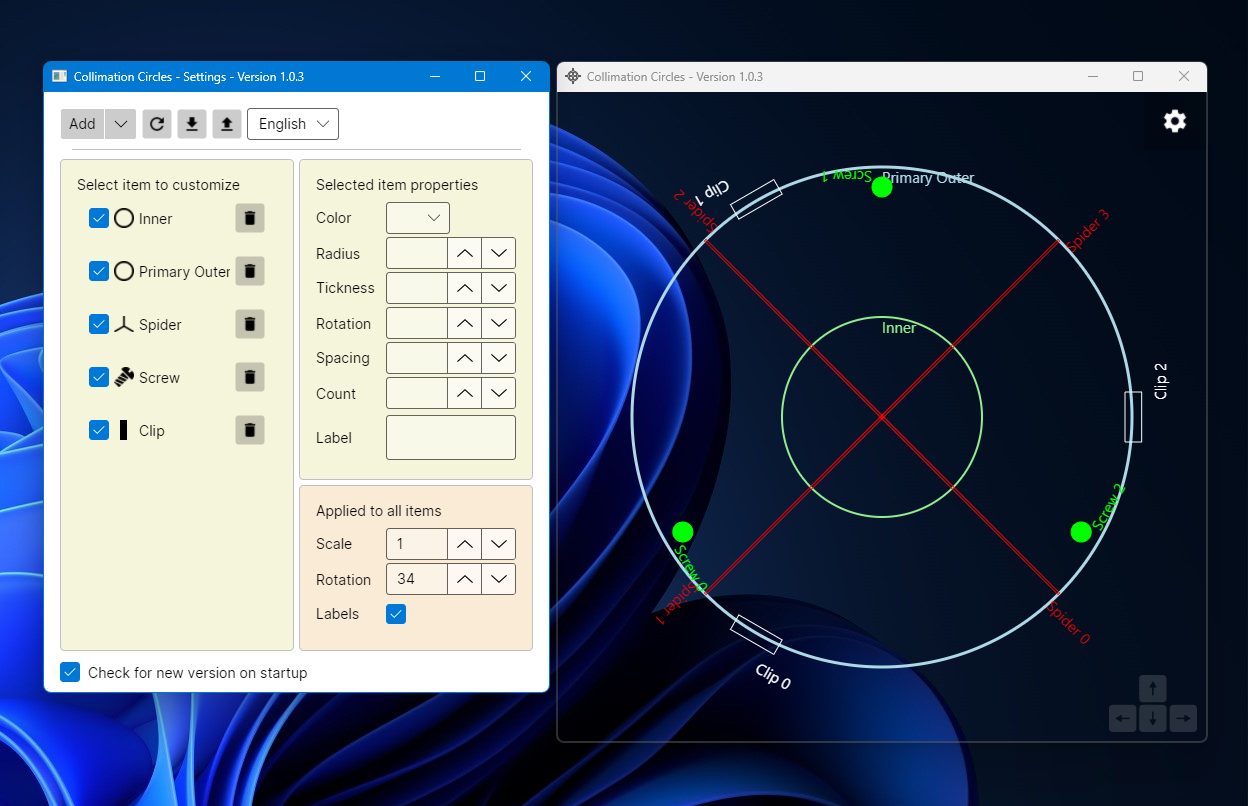 Collimation Circles - Settings - Version 1.0.3
Add
English
Select item to customize
Inner
Primary Outer
Spider
Screw
Clip
Selected item properties
Color
Radius
Tickness
Rotation
Spacing
Count
Label
Applied to all items
Scale 1
Rotation 34
Labels
Check for new version on startup
Collimation Circles - Version 1.0.3
Primary Outer
Screw 1
Clip 1
Spider 2
Spider 3
Inner
Clip 2
Screw 2
Screw 0
Spider 1
Spider 0
Clip 0